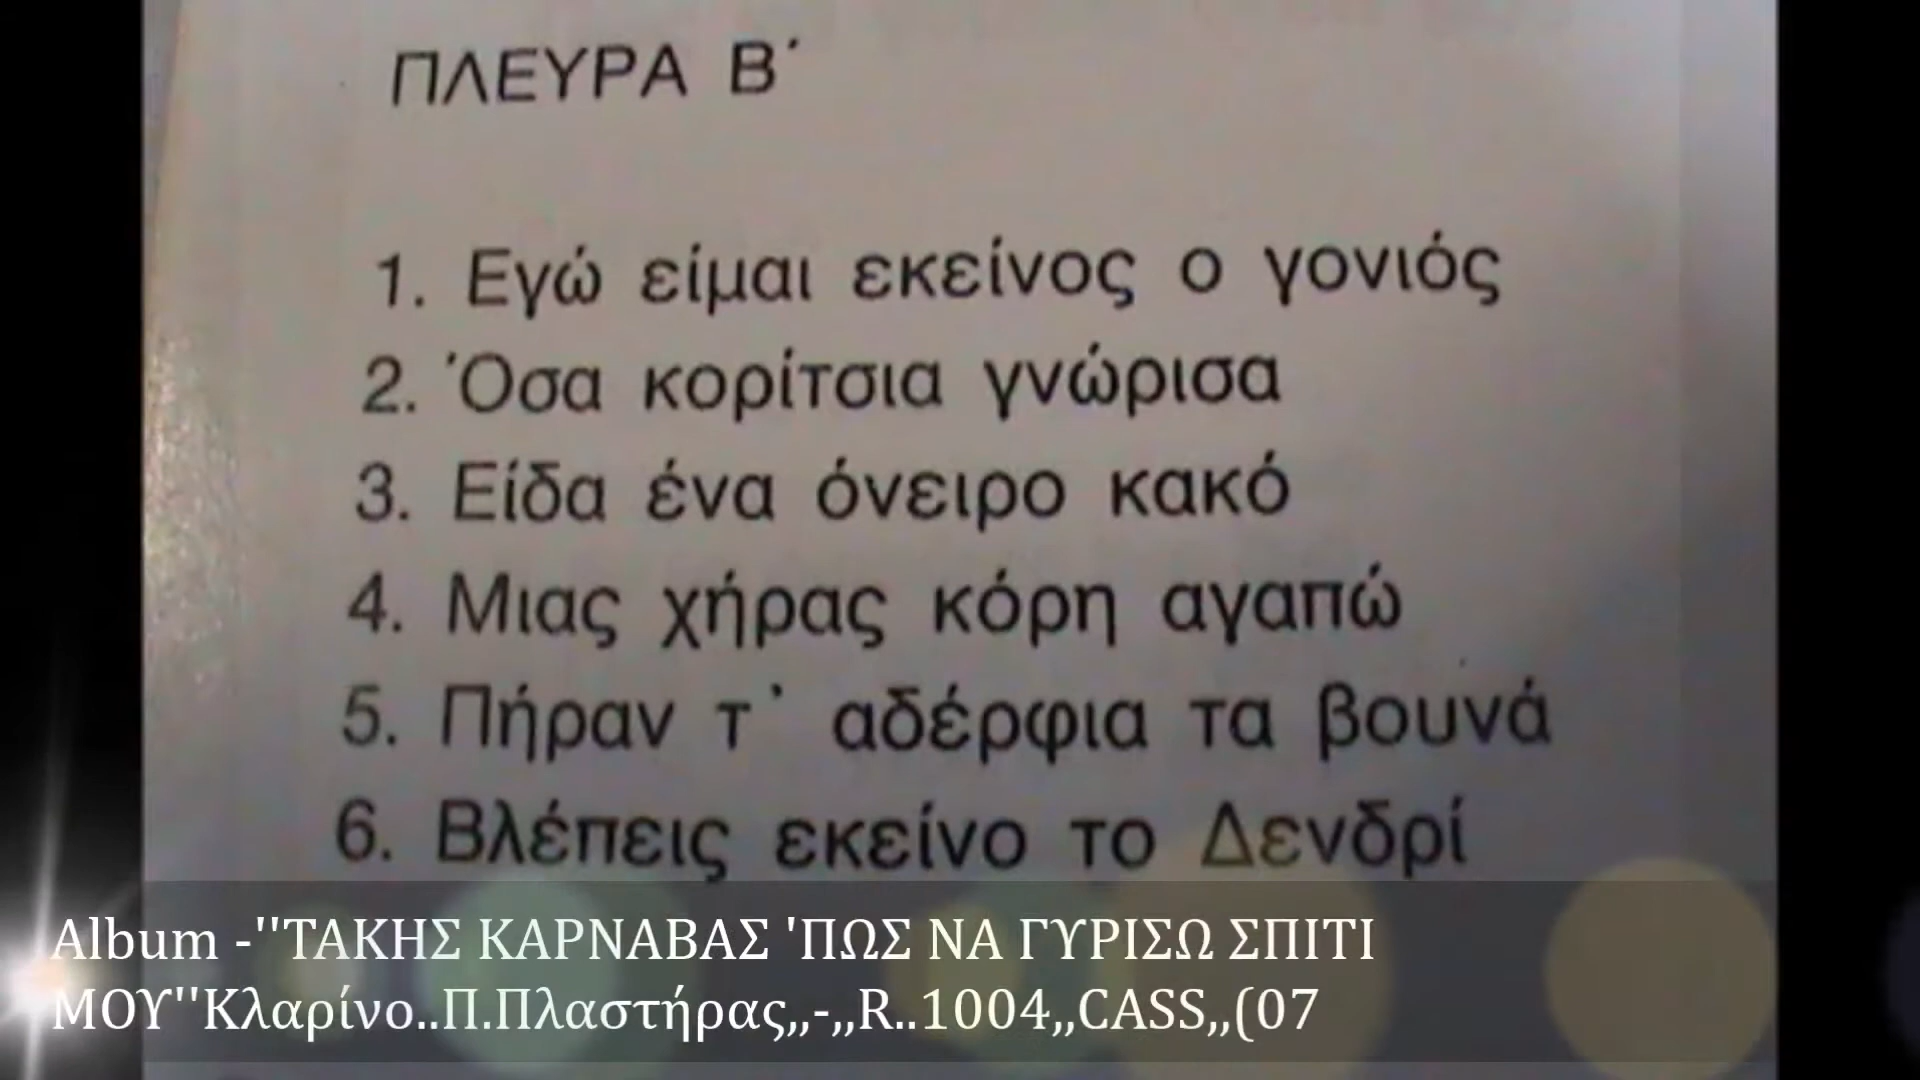 ΠΛΕΥΡΑ Β΄
1. Εγώ είμαι εκείνος ο γονιός
2. Όσα κορίτσια γνώρισα
3. Είδα ένα όνειρο κακό
4. Μιας χήρας κόρη αγαπώ
5. Πήραν τ΄ αδέρφια τα βουνά
6. Βλέπεις εκείνο το Δενδρί
Album -''ΤΑΚΗΣ ΚΑΡΝΑΒΑΣ 'ΠΩΣ ΝΑ ΓΥΡΙΣΩ ΣΠΙΤΙ
ΜΟΥ''Κλαρίνο..Π.Πλαστήρας,,-,,R..1004,,CASS,,(07